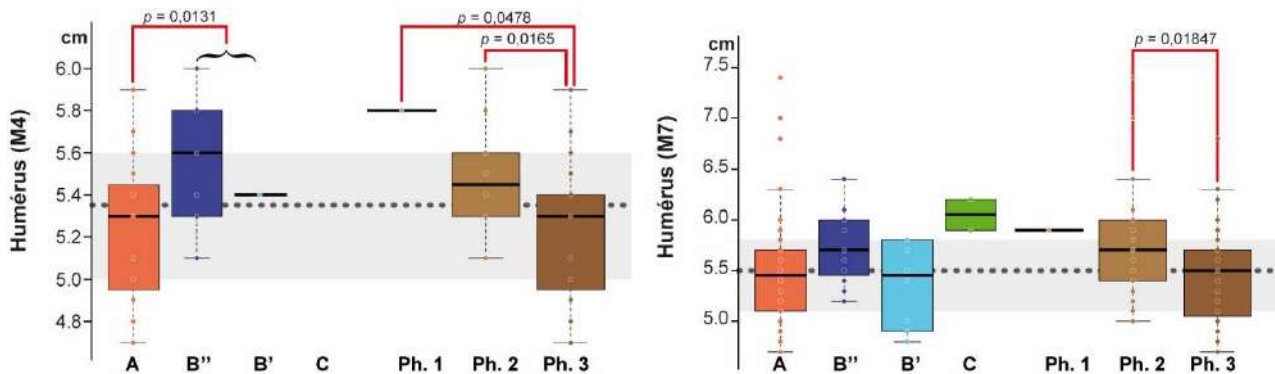 p = 0,0131
p = 0,0478
p = 0,0165
cm
6.0
5.8
5.6
5.4
5.2
5.0
4.8
Humérus (M4)
A B’’ B’ C Ph. 1 Ph. 2 Ph. 3
p = 0,01847
cm
7.5
7.0
6.5
6.0
5.5
5.0
Humérus (M7)
A B’’ B’ C Ph. 1 Ph. 2 Ph. 3